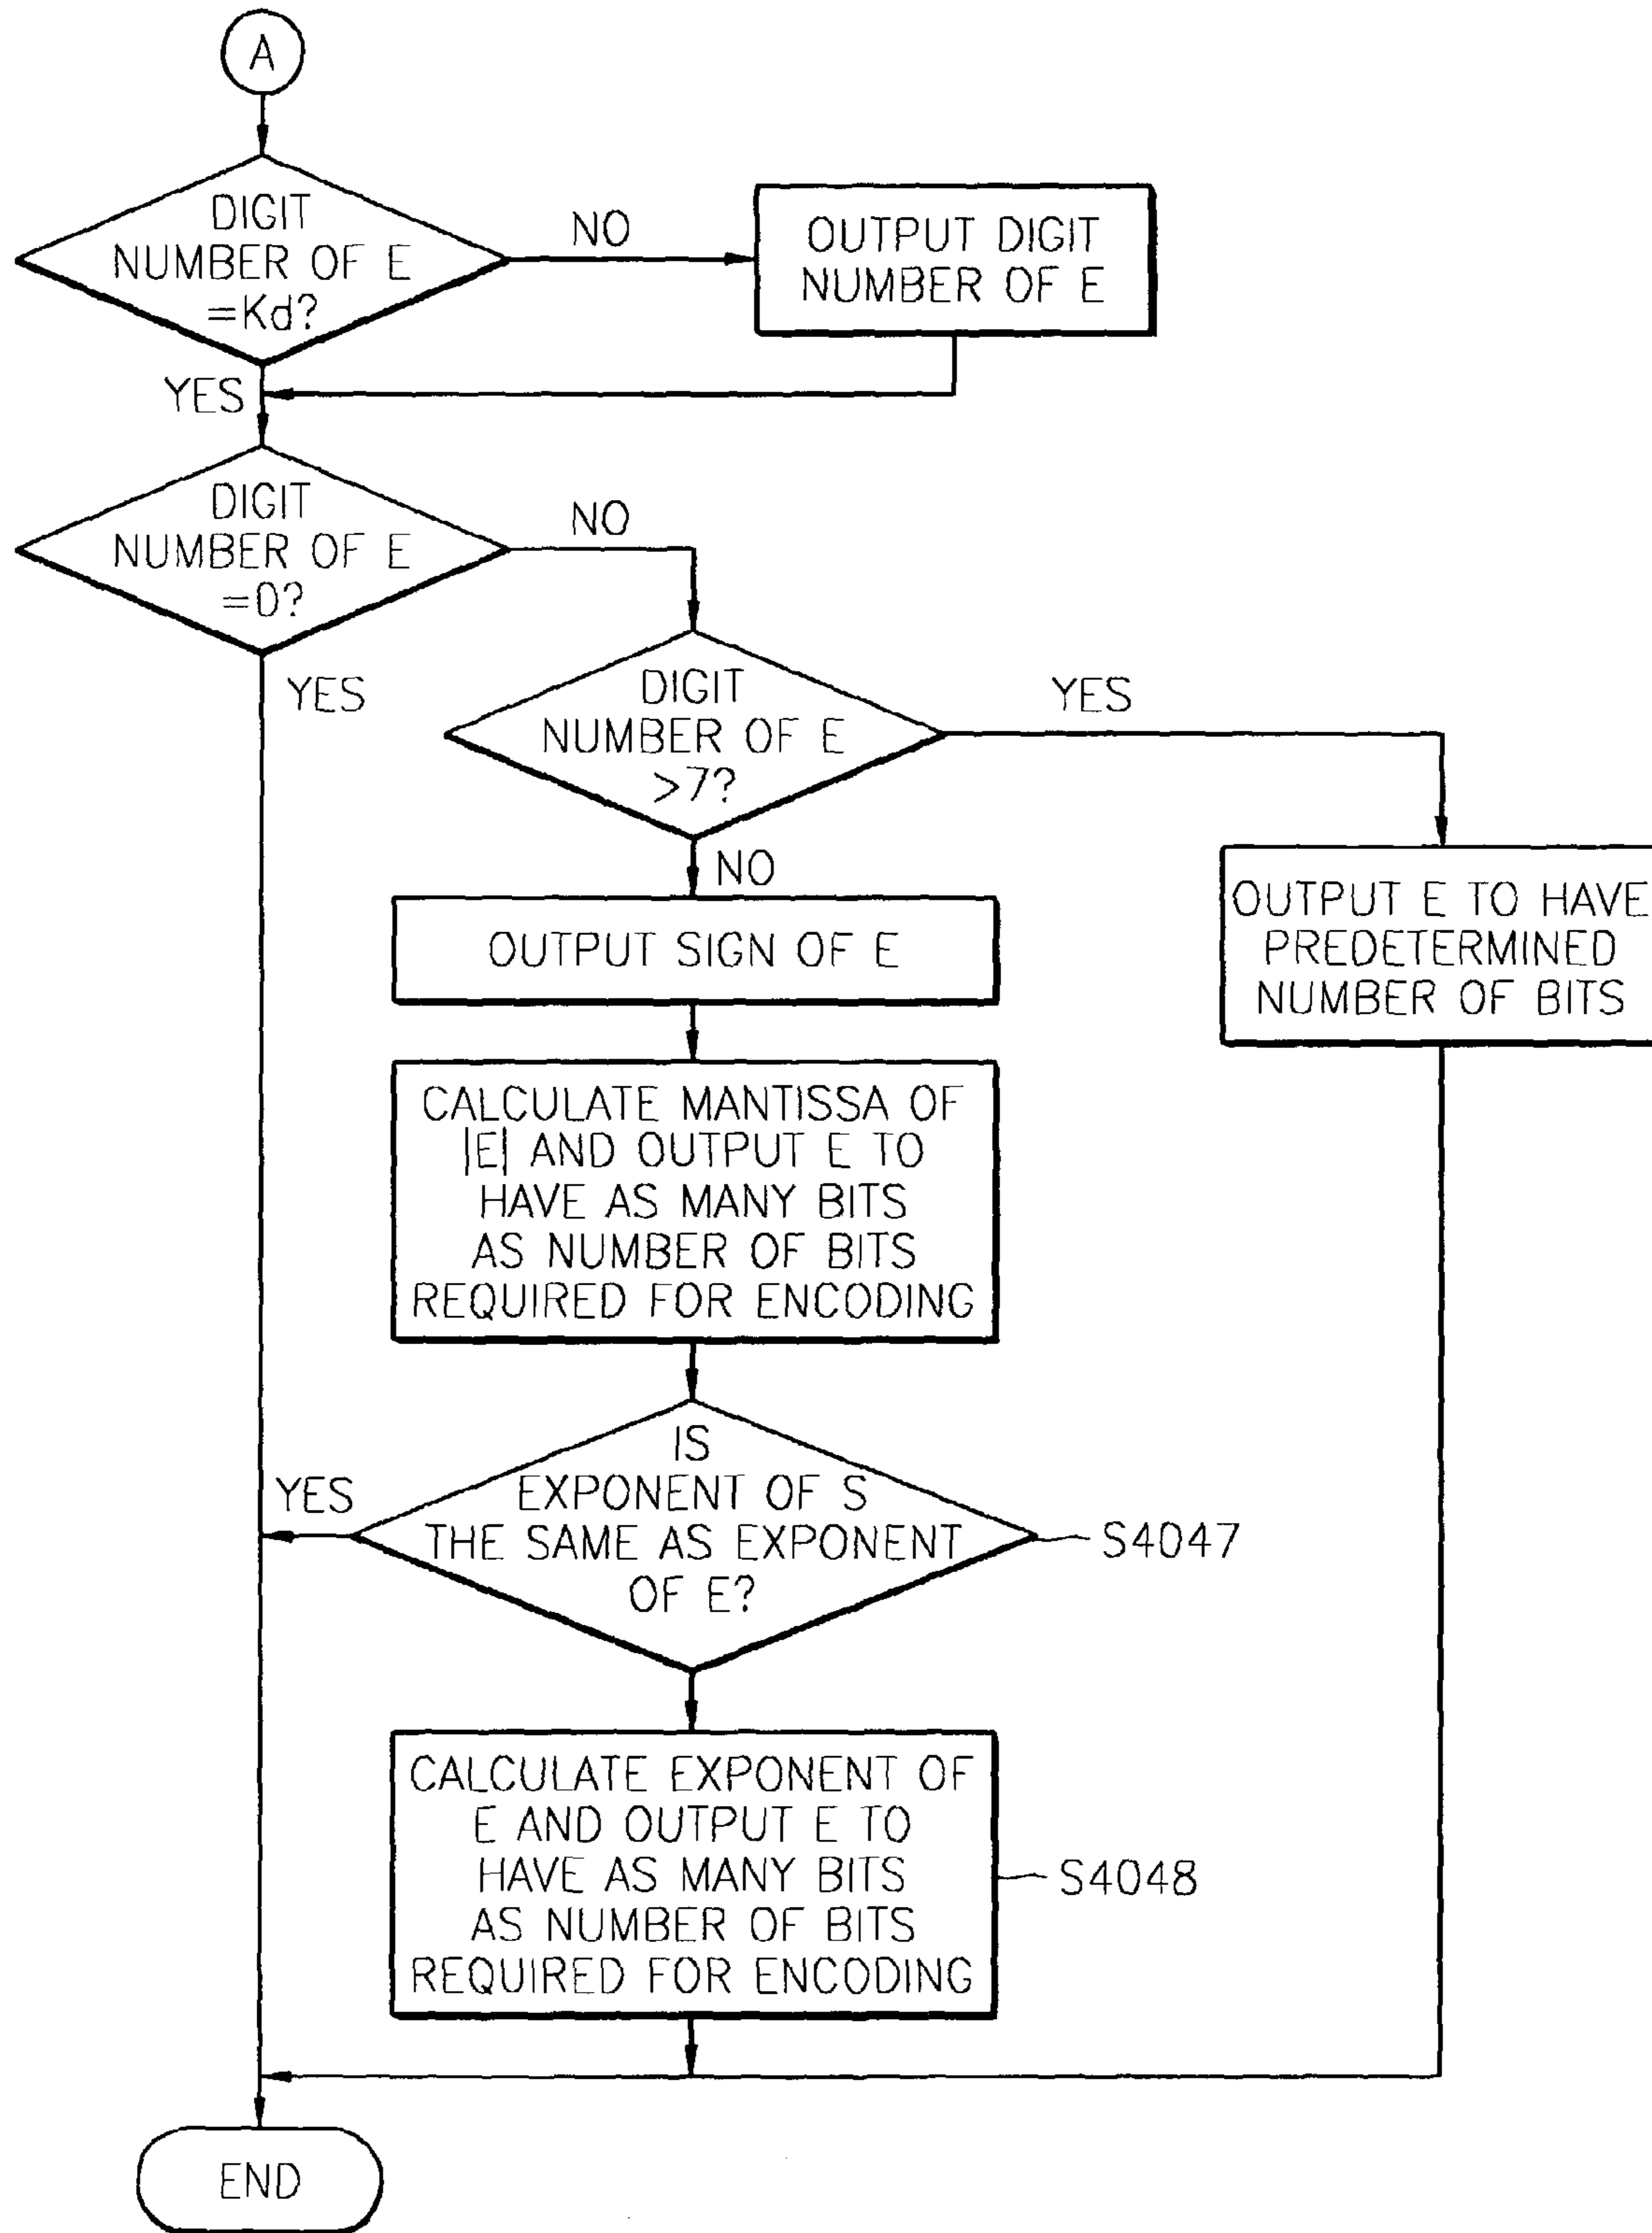 A
DIGIT
NUMBER OF E
=Kd?
NO
OUTPUT DIGIT
NUMBER OF E
YES
DIGIT
NUMBER OF E
=0?
NO
YES
DIGIT
NUMBER OF E
>7?
YES
NO
OUTPUT SIGN OF E
OUTPUT E TO HAVE
PREDETERMINED
NUMBER OF BITS
CALCULATE MANTISSA OF
|E| AND OUTPUT E TO
HAVE AS MANY BITS
AS NUMBER OF BITS
REQUIRED FOR ENCODING
IS
EXPONENT OF S
THE SAME AS EXPONENT
OF E?
YES
S4047
CALCULATE EXPONENT OF
E AND OUTPUT E TO
HAVE AS MANY BITS
AS NUMBER OF BITS
REQUIRED FOR ENCODING
S4048
END